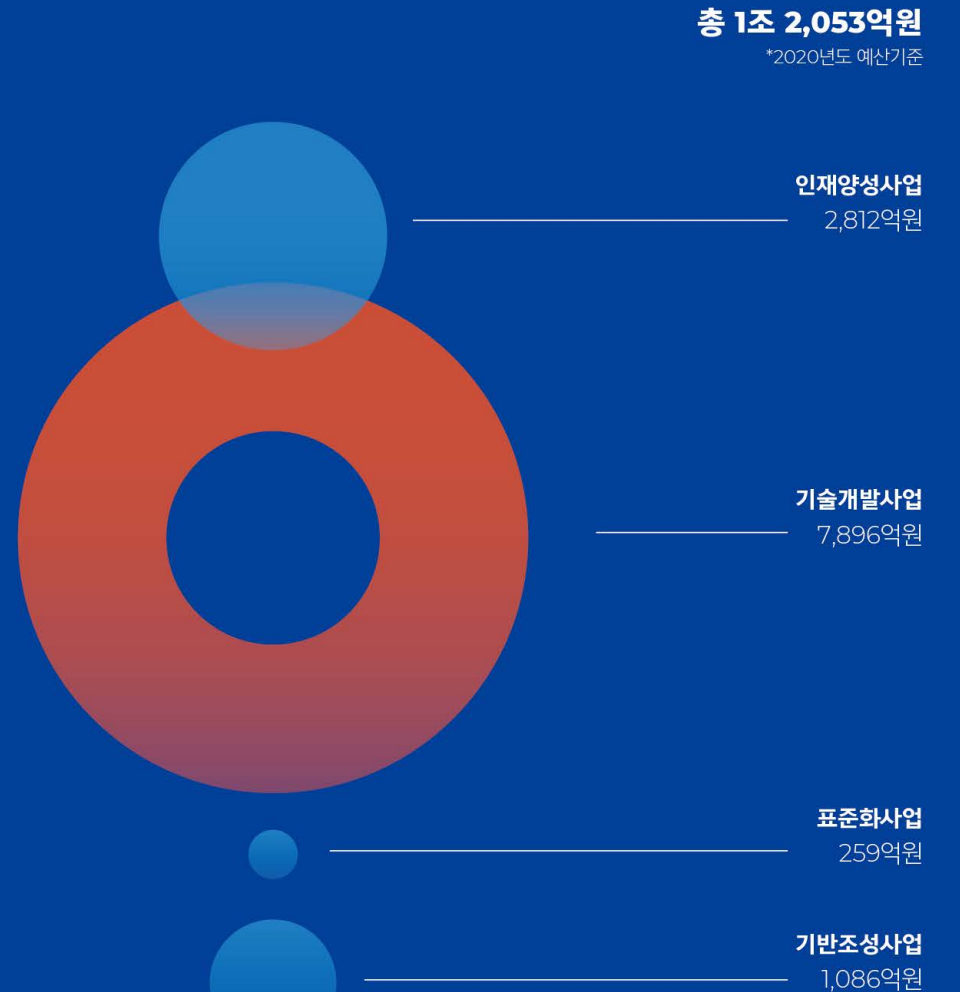 총 1조 2,053억원
*2020년도 예산기준
인재양성사업
2,812억원
기술개발사업
7,896억원
표준화사업
259억원
기반조성사업
1,086억원